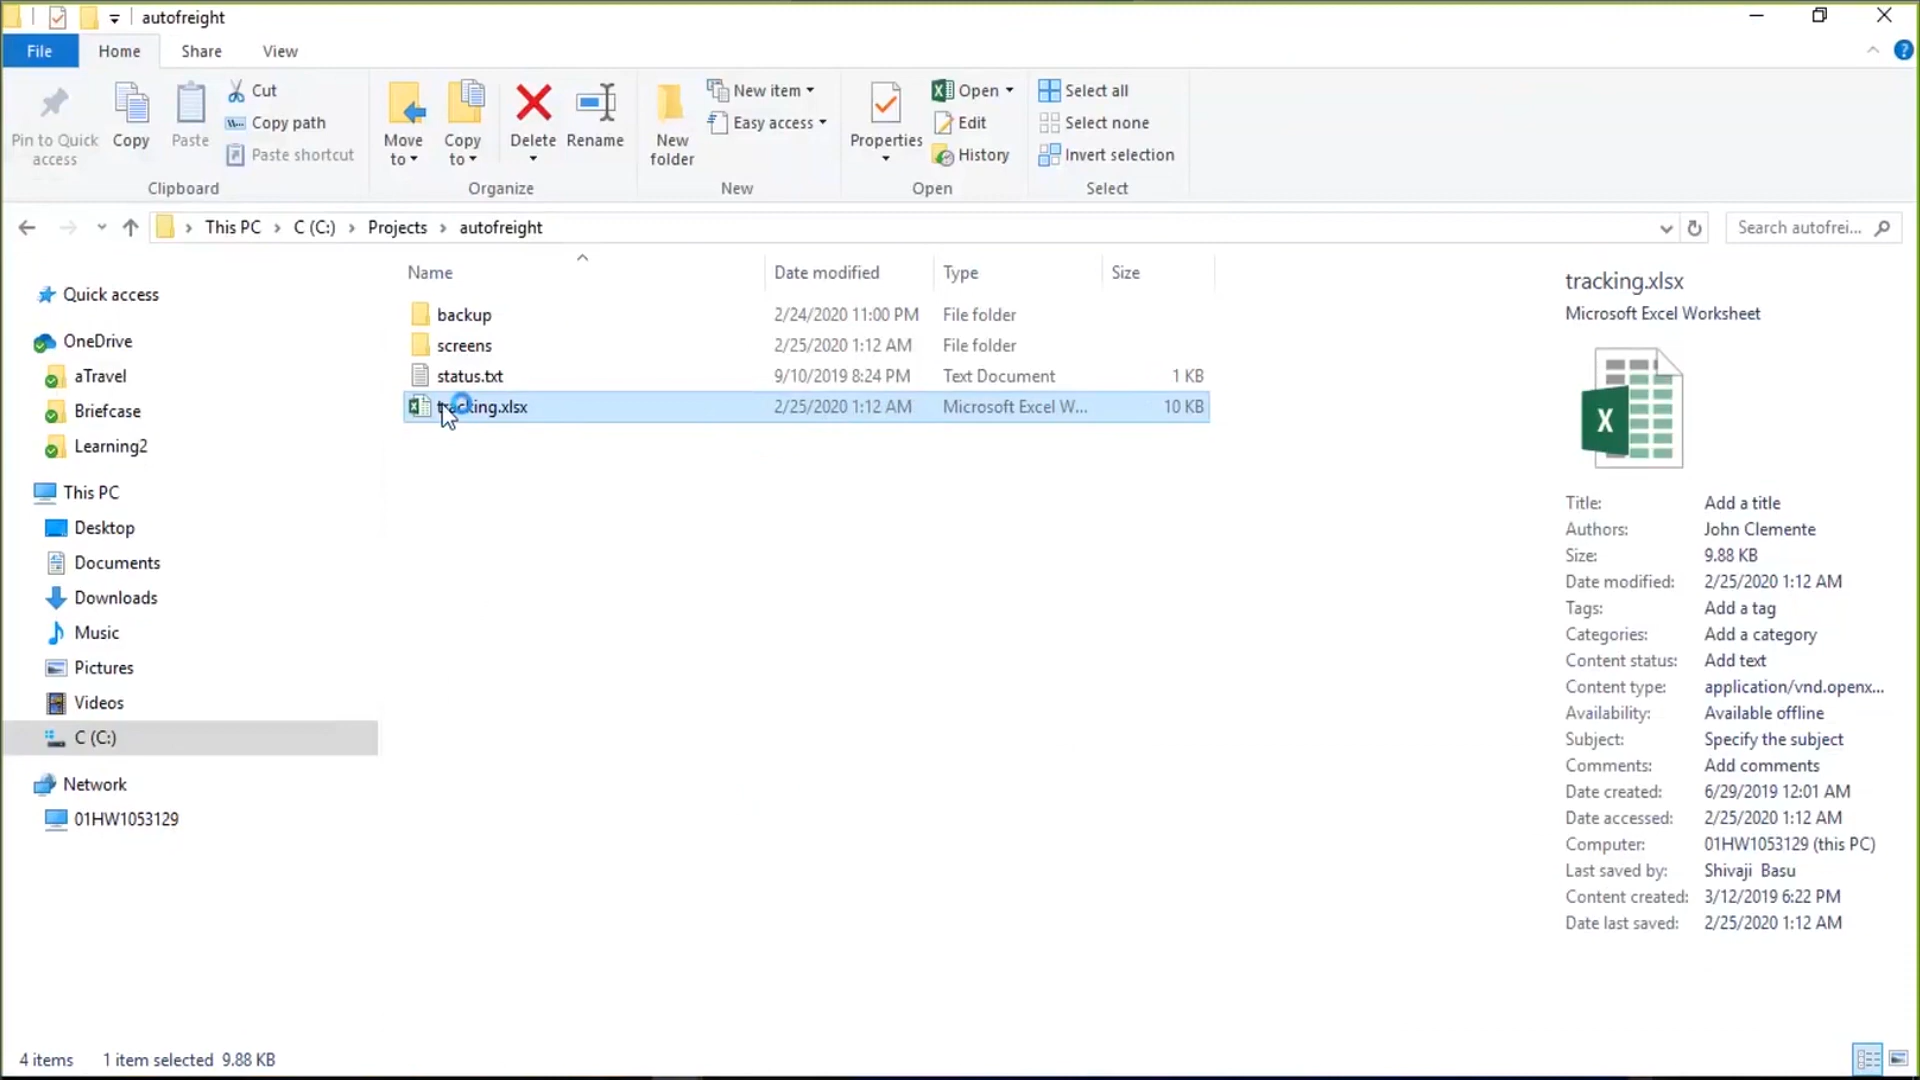 autofreight
File Home Share View
Pin to Quick access
Copy
Paste
Cut
Copy path
Paste shortcut
Clipboard
Move to
Copy to
Delete
Rename
Organize
New folder
New item
Easy access
New
Properties
Open
Edit
History
Open
Select all
Select none
Invert selection
Select
This PC > C (C:) > Projects > autofreight
Search autofrei...
Quick access
OneDrive
aTravel
Briefcase
Learning2
This PC
Desktop
Documents
Downloads
Music
Pictures
Videos
C (C:)
Network
01HW1053129
Name Date modified Type Size
backup 2/24/2020 11:00 PM File folder
screens 2/25/2020 1:12 AM File folder
status.txt 9/10/2019 8:24 PM Text Document 1 KB
tracking.xlsx 2/25/2020 1:12 AM Microsoft Excel W... 10 KB
tracking.xlsx
Microsoft Excel Worksheet
X
Title: Add a title
Authors: John Clemente
Size: 9.88 KB
Date modified: 2/25/2020 1:12 AM
Tags: Add a tag
Categories: Add a category
Content status: Add text
Content type: application/vnd.openx...
Availability: Available offline
Subject: Specify the subject
Comments: Add comments
Date created: 6/29/2019 12:01 AM
Date accessed: 2/25/2020 1:12 AM
Computer: 01HW1053129 (this PC)
Last saved by: Shivaji Basu
Content created: 3/12/2019 6:22 PM
Date last saved: 2/25/2020 1:12 AM
4 items 1 item selected 9.88 KB